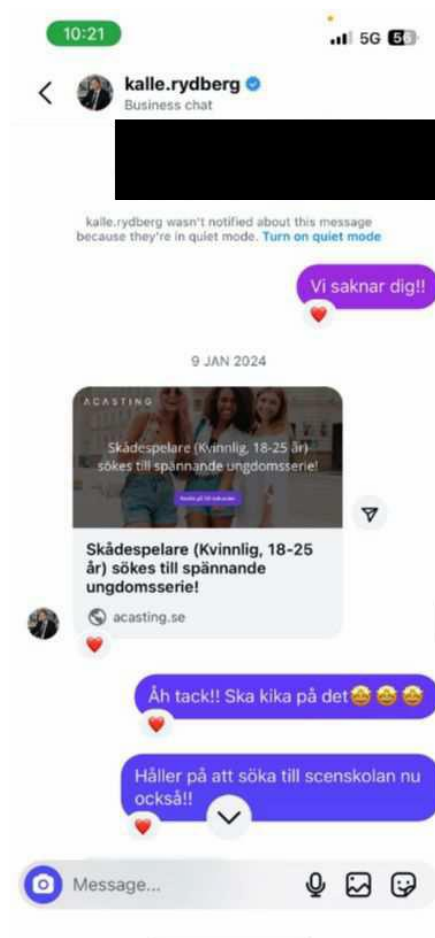 10:21
5G 56
kalle.rydberg
Business chat
kalle.rydberg wasn't notified about this message
because they're in quiet mode. Turn on quiet mode
Vi saknar dig!!
9 JAN 2024
ACASTING
Skådespelare (Kvinnlig, 18-25 år)
sökes till spännande ungdomsserie!
Skådespelare (Kvinnlig, 18-25
år) sökes till spännande
ungdomsserie!
acasting.se
Åh tack!! Ska kika på det🤩🤩🤩
Håller på att söka till scenskolan nu
också!!
Message...